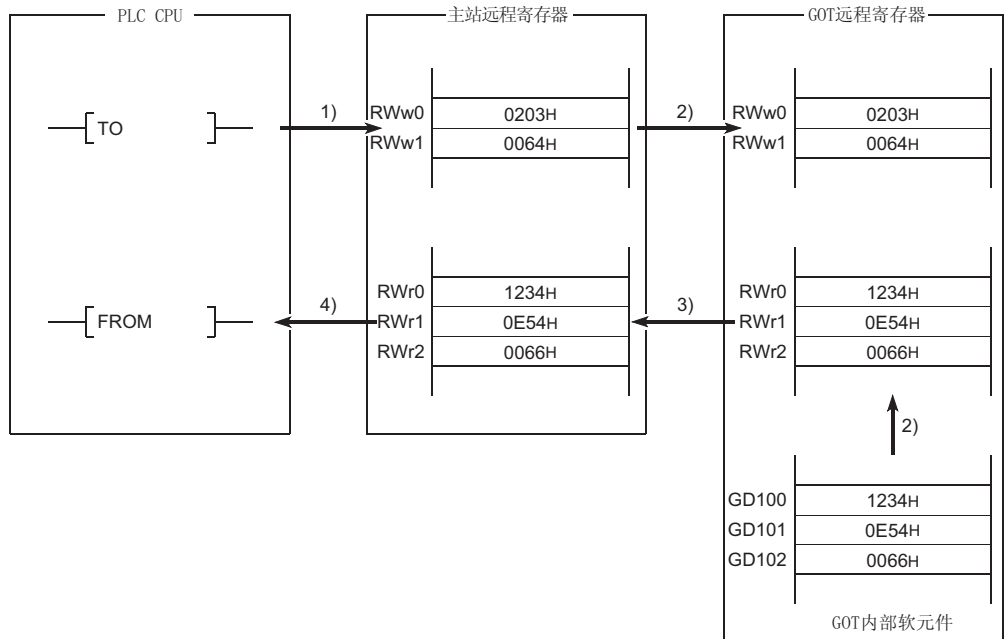 PLC CPU
主站远程寄存器
GOT远程寄存器
TO
1)
RWw0
0203H
RWw1
0064H
2)
RWw0
0203H
RWw1
0064H
FROM
4)
RWr0
1234H
RWr1
0E54H
RWr2
0066H
3)
RWr0
1234H
RWr1
0E54H
RWr2
0066H
2)
GD100
1234H
GD101
0E54H
GD102
0066H
GOT内部软元件